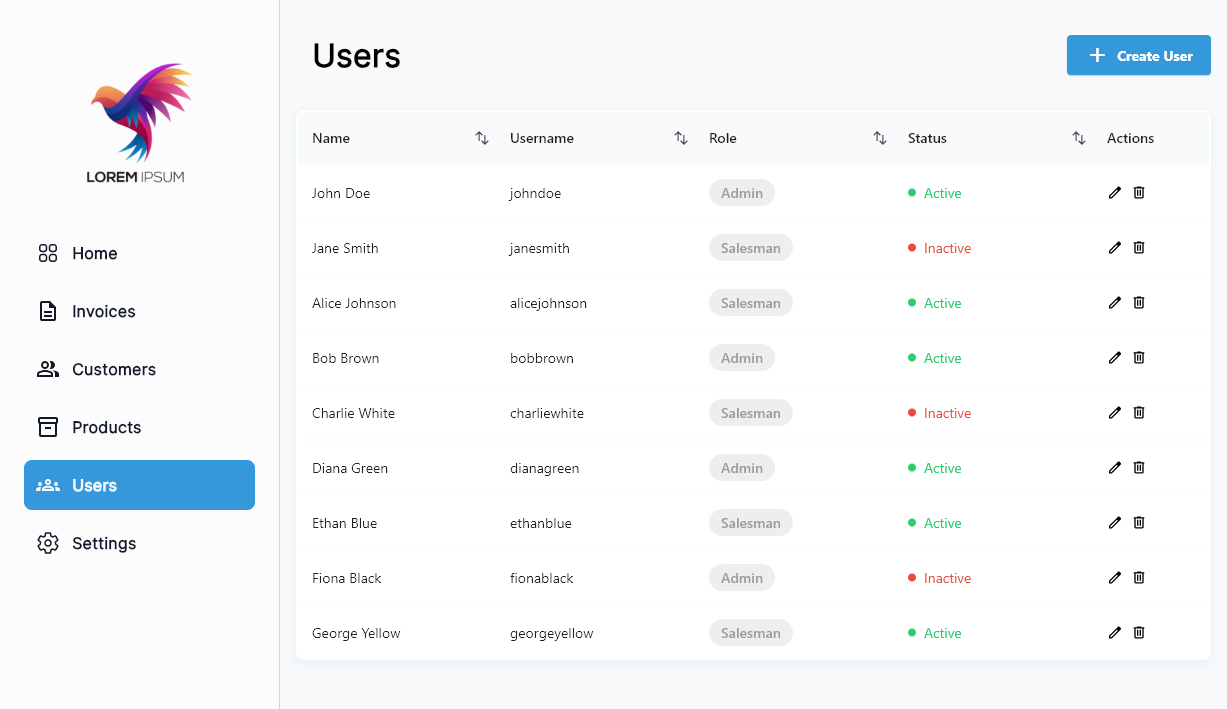 LOREM IPSUM
Home
Invoices
Customers
Products
Users
Settings
Users
Create User
Name Username Role Status Actions
John Doe johndoe Admin Active
Jane Smith janesmith Salesman Inactive
Alice Johnson alicejohnson Salesman Active
Bob Brown bobbrown Admin Active
Charlie White charliewhite Salesman Inactive
Diana Green dianagreen Admin Active
Ethan Blue ethanblue Salesman Active
Fiona Black fionablack Admin Inactive
George Yellow georgeyellow Salesman Active